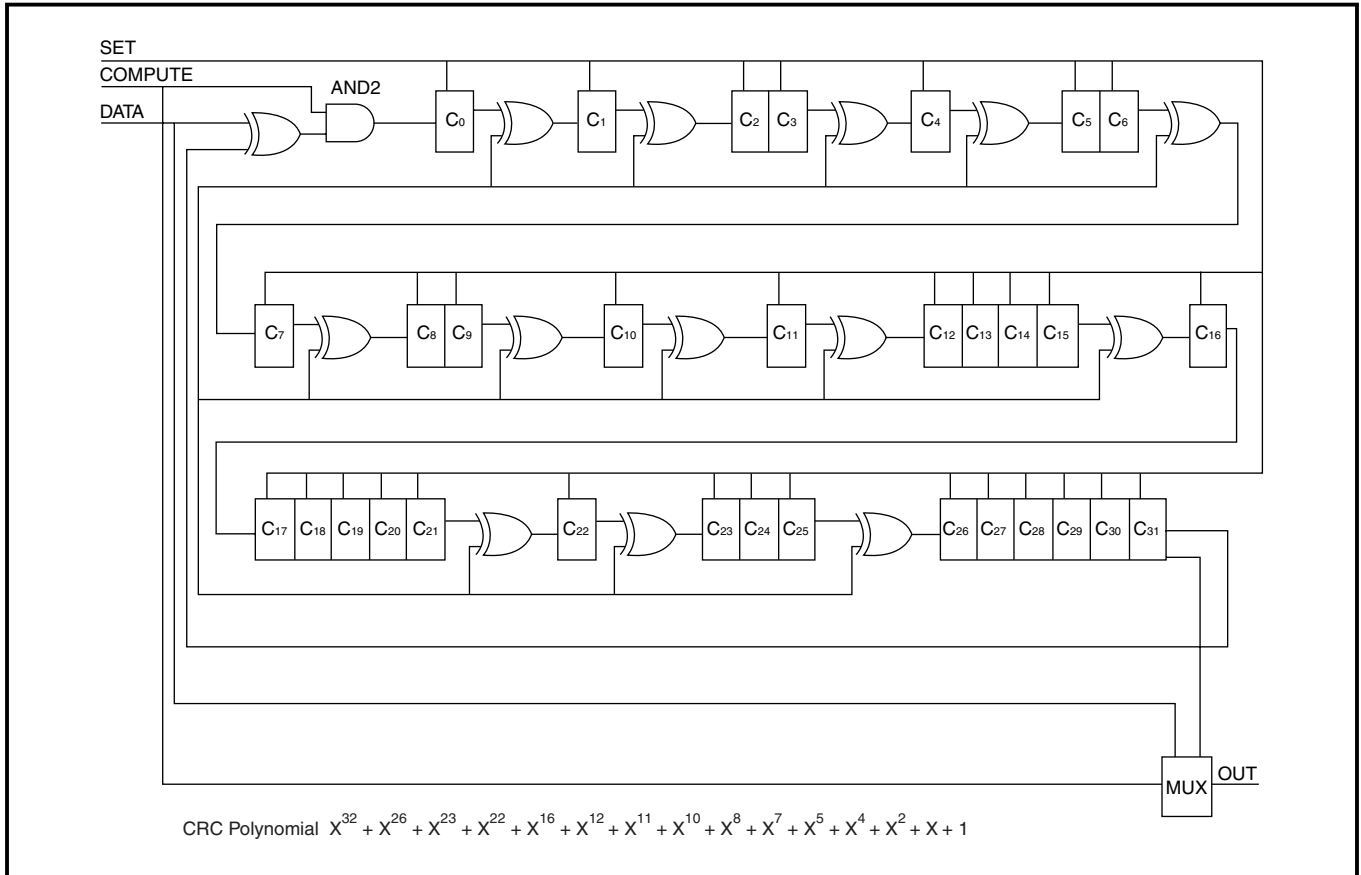 SET
COMPUTE
AND2
DATA
C₀ C₁ C₂ C₃ C₄ C₅ C₆
C₇ C₈ C₉ C₁₀ C₁₁ C₁₂ C₁₃ C₁₄ C₁₅ C₁₆
C₁₇ C₁₈ C₁₉ C₂₀ C₂₁ C₂₂ C₂₃ C₂₄ C₂₅ C₂₆ C₂₇ C₂₈ C₂₉ C₃₀ C₃₁
MUX OUT
CRC Polynomial X³² + X²⁶ + X²³ + X²² + X¹⁶ + X¹² + X¹¹ + X¹⁰ + X⁸ + X⁷ + X⁵ + X⁴ + X² + X + 1